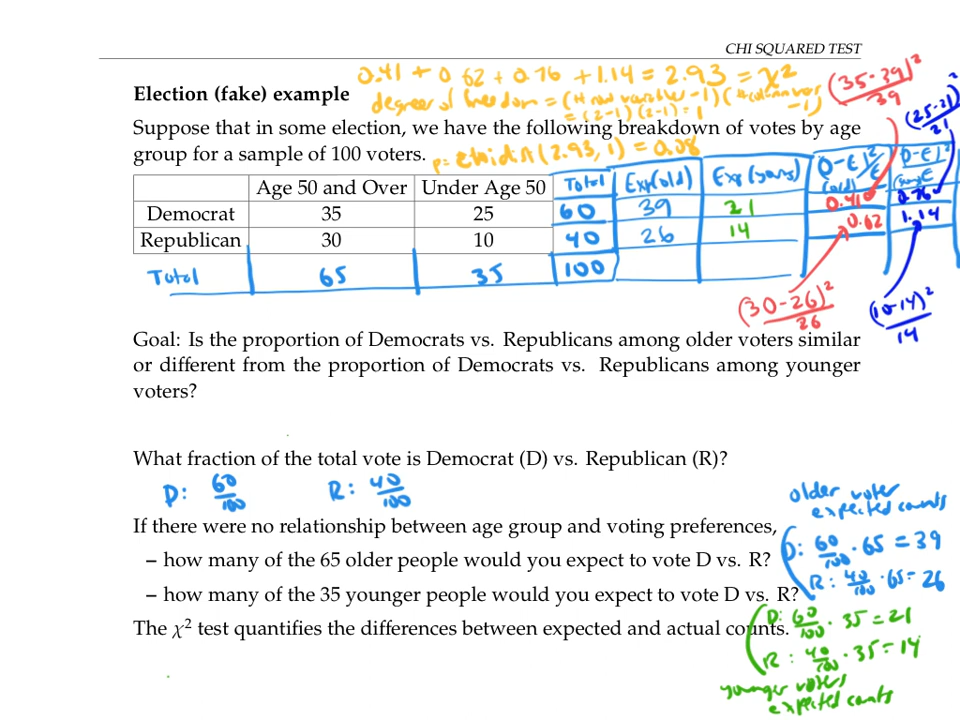 CHI SQUARED TEST
0.41 + 0.62 + 0.76 + 1.14 = 2.93 = χ2
(35-39)²
39
Election (fake) example
degrees of freedom = (# row varibles -1)(# column var -1)
= (2-1)(2-1) = 1
(25-21)²
21
Suppose that in some election, we have the following breakdown of votes by age
group for a sample of 100 voters.
p= (2.93, 1) = 0.08
Age 50 and Over Under Age 50 Total Exp(old) Exp (young) (O-E)²/E (old) (O-E)²/E
Democrat 35 25 60 39 21 0.41 0.76
Republican 30 10 40 26 14 0.62 1.14
Total 65 35 100
(30-26)²
26
(10-14)²
14
Goal: Is the proportion of Democrats vs. Republicans among older voters similar
or different from the proportion of Democrats vs. Republicans among younger
voters?
What fraction of the total vote is Democrat (D) vs. Republican (R)?
D: 60/100 R: 40/100
older voter
expected counts
If there were no relationship between age group and voting preferences,
D: 60/100 · 65 = 39
– how many of the 65 older people would you expect to vote D vs. R?
R: 40/100 · 65 = 26
– how many of the 35 younger people would you expect to vote D vs. R?
D: 60/100 · 35 = 21
The χ² test quantifies the differences between expected and actual counts.
R: 40/100 · 35 = 14
younger voters
expected counts